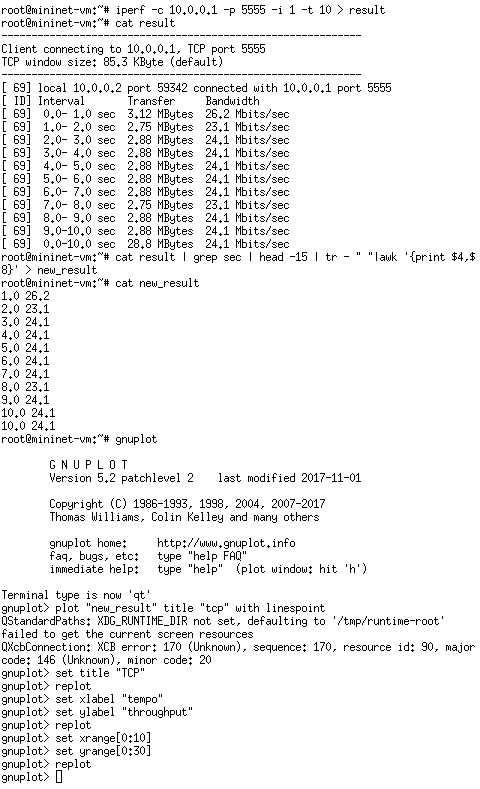 root@mininet-vm:~# iperf -c 10.0.0.1 -p 5555 -i 1 -t 10 > result
root@mininet-vm:~# cat result
------------------------------------------------------------
Client connecting to 10.0.0.1, TCP port 5555
TCP window size: 85.3 KByte (default)
------------------------------------------------------------
[ 69] local 10.0.0.2 port 59342 connected with 10.0.0.1 port 5555
[ ID] Interval       Transfer     Bandwidth
[ 69]  0.0- 1.0 sec  3.12 MBytes  26.2 Mbits/sec
[ 69]  1.0- 2.0 sec  2.75 MBytes  23.1 Mbits/sec
[ 69]  2.0- 3.0 sec  2.88 MBytes  24.1 Mbits/sec
[ 69]  3.0- 4.0 sec  2.88 MBytes  24.1 Mbits/sec
[ 69]  4.0- 5.0 sec  2.88 MBytes  24.1 Mbits/sec
[ 69]  5.0- 6.0 sec  2.88 MBytes  24.1 Mbits/sec
[ 69]  6.0- 7.0 sec  2.88 MBytes  24.1 Mbits/sec
[ 69]  7.0- 8.0 sec  2.75 MBytes  23.1 Mbits/sec
[ 69]  8.0- 9.0 sec  2.88 MBytes  24.1 Mbits/sec
[ 69]  9.0-10.0 sec  2.88 MBytes  24.1 Mbits/sec
[ 69]  0.0-10.0 sec  28.8 MBytes  24.1 Mbits/sec
root@mininet-vm:~# cat result | grep sec | head -15 | tr - " "|awk '{print $4,$
8}' > new_result
root@mininet-vm:~# cat new_result
1.0 26.2
2.0 23.1
3.0 24.1
4.0 24.1
5.0 24.1
6.0 24.1
7.0 24.1
8.0 23.1
9.0 24.1
10.0 24.1
10.0 24.1
root@mininet-vm:~# gnuplot
G N U P L O T
Version 5.2 patchlevel 2    last modified 2017-11-01
Copyright (C) 1986-1993, 1998, 2004, 2007-2017
Thomas Williams, Colin Kelley and many others
gnuplot home:     http://www.gnuplot.info
faq, bugs, etc:   type "help FAQ"
immediate help:   type "help"  (plot window: hit 'h')
Terminal type is now 'qt'
gnuplot> plot "new_result" title "tcp" with linespoint
QStandardPaths: XDG_RUNTIME_DIR not set, defaulting to '/tmp/runtime-root'
failed to get the current screen resources
QXcbConnection: XCB error: 170 (Unknown), sequence: 170, resource id: 90, major
code: 146 (Unknown), minor code: 20
gnuplot> set title "TCP"
gnuplot> replot
gnuplot> set xlabel "tempo"
gnuplot> set ylabel "throughput"
gnuplot> replot
gnuplot> set xrange[0:10]
gnuplot> set yrange[0:30]
gnuplot> replot
gnuplot>